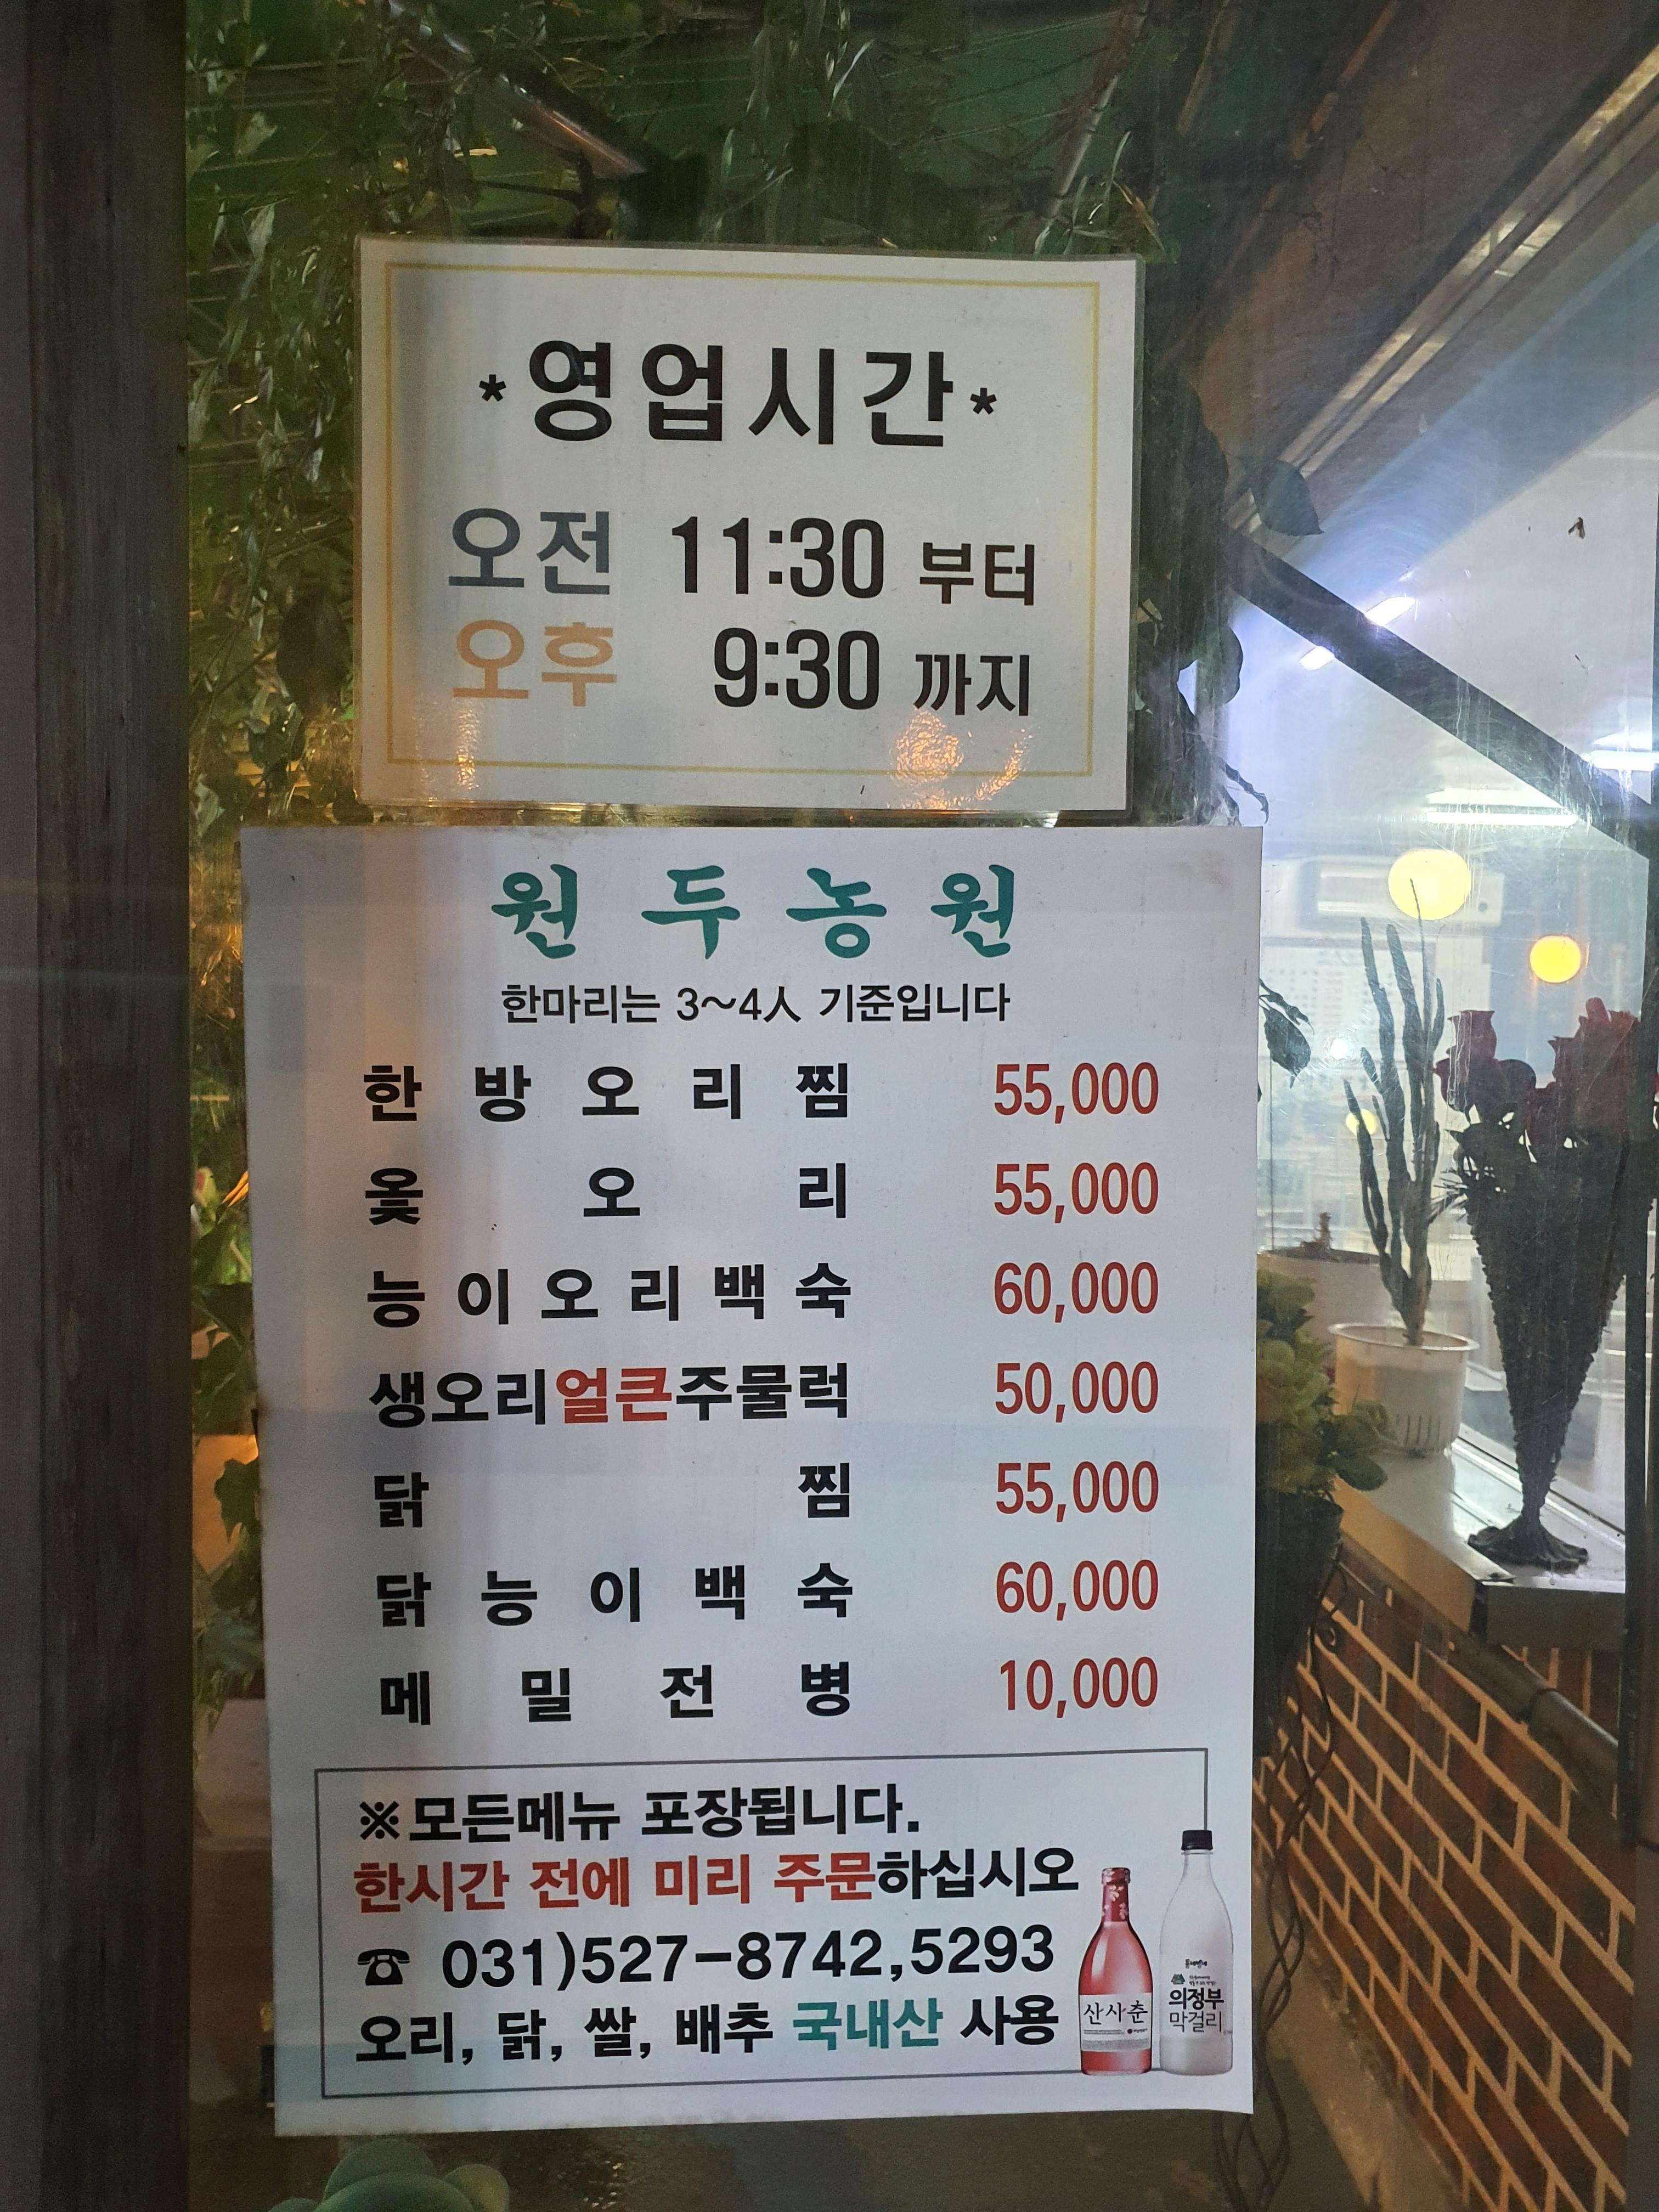 *영업시간*
오전 11:30 부터
오후 9:30 까지
원두농원
한마리는 3~4人 기준입니다
한방오리찜 55,000
옻오리 55,000
능이오리백숙 60,000
생오리얼큰주물럭 50,000
닭찜 55,000
닭능이백숙 60,000
메밀전병 10,000
※모든메뉴 포장됩니다.
한시간 전에 미리 주문하십시오
☎ 031)527-8742,5293
오리, 닭, 쌀, 배추 국내산 사용
산사춘
의정부
막걸리